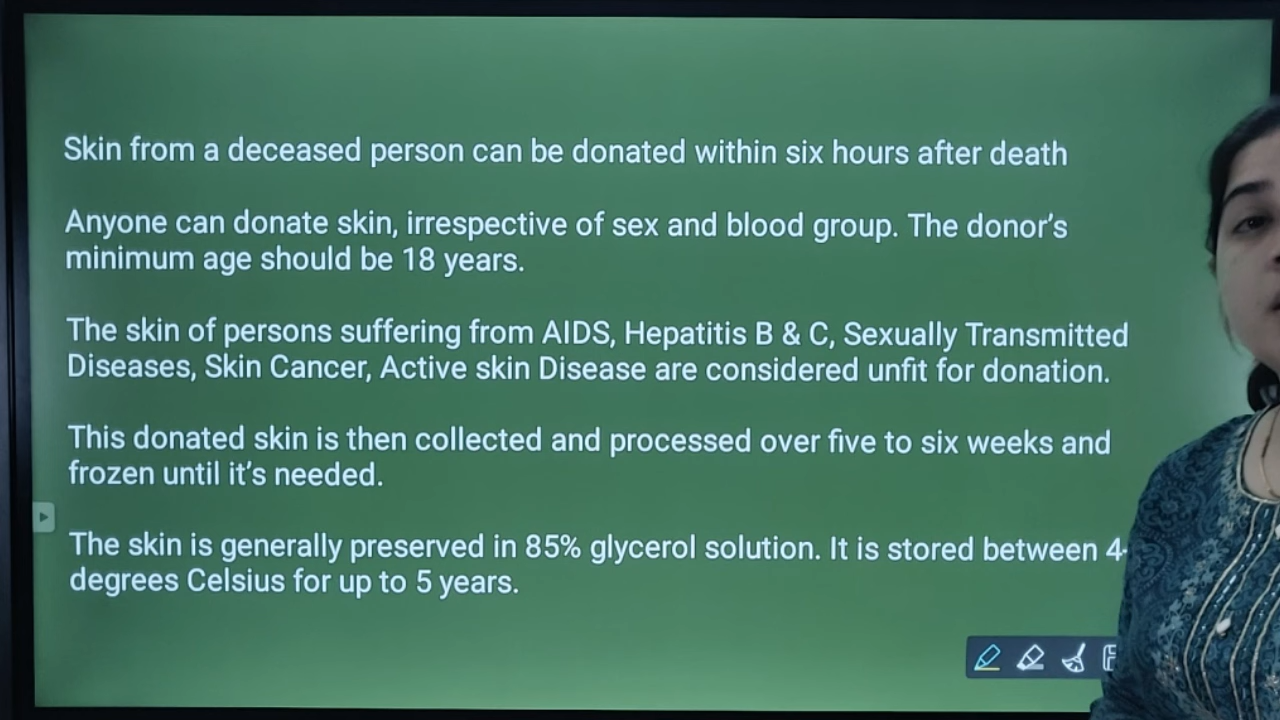 Skin from a deceased person can be donated within six hours after death
Anyone can donate skin, irrespective of sex and blood group. The donor's
minimum age should be 18 years.
The skin of persons suffering from AIDS, Hepatitis B & C, Sexually Transmitted
Diseases, Skin Cancer, Active skin Disease are considered unfit for donation.
This donated skin is then collected and processed over five to six weeks and
frozen until it's needed.
The skin is generally preserved in 85% glycerol solution. It is stored between 4-
degrees Celsius for up to 5 years.